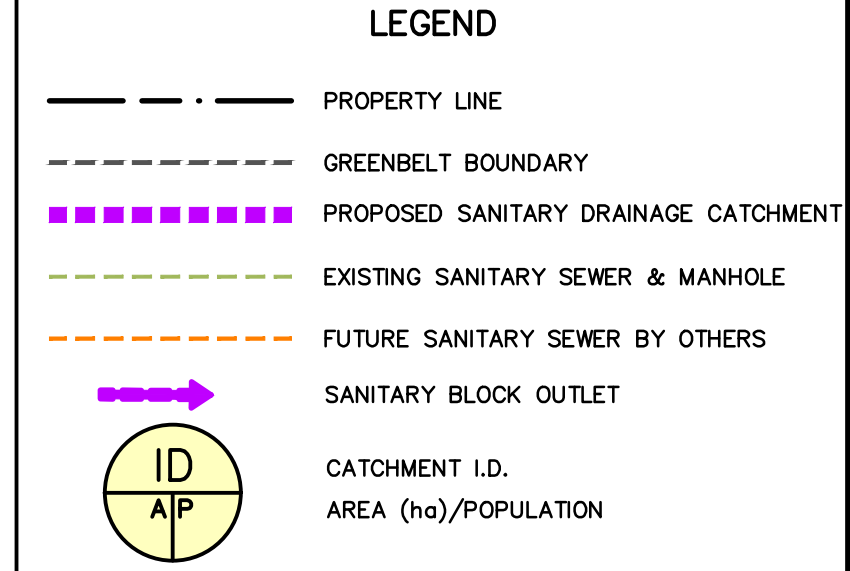 LEGEND
PROPERTY LINE
GREENBELT BOUNDARY
PROPOSED SANITARY DRAINAGE CATCHMENT
EXISTING SANITARY SEWER & MANHOLE
FUTURE SANITARY SEWER BY OTHERS
SANITARY BLOCK OUTLET
ID
CATCHMENT I.D.
A P
AREA (ha)/POPULATION